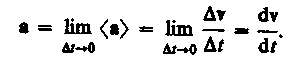 a = lim Δt→0 ⟨a⟩ = lim Δt→0 Δv/Δt = dv/dt.